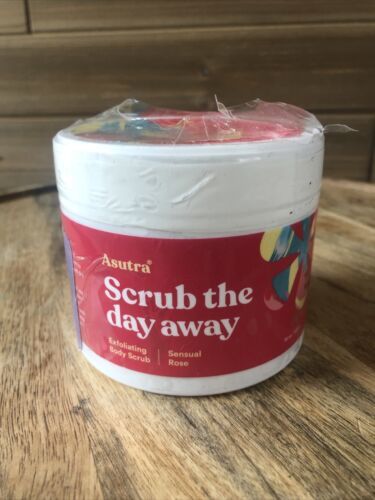 Asutra®
Scrub the
day away
Exfoliating
Body Scrub
Sensual
Rose